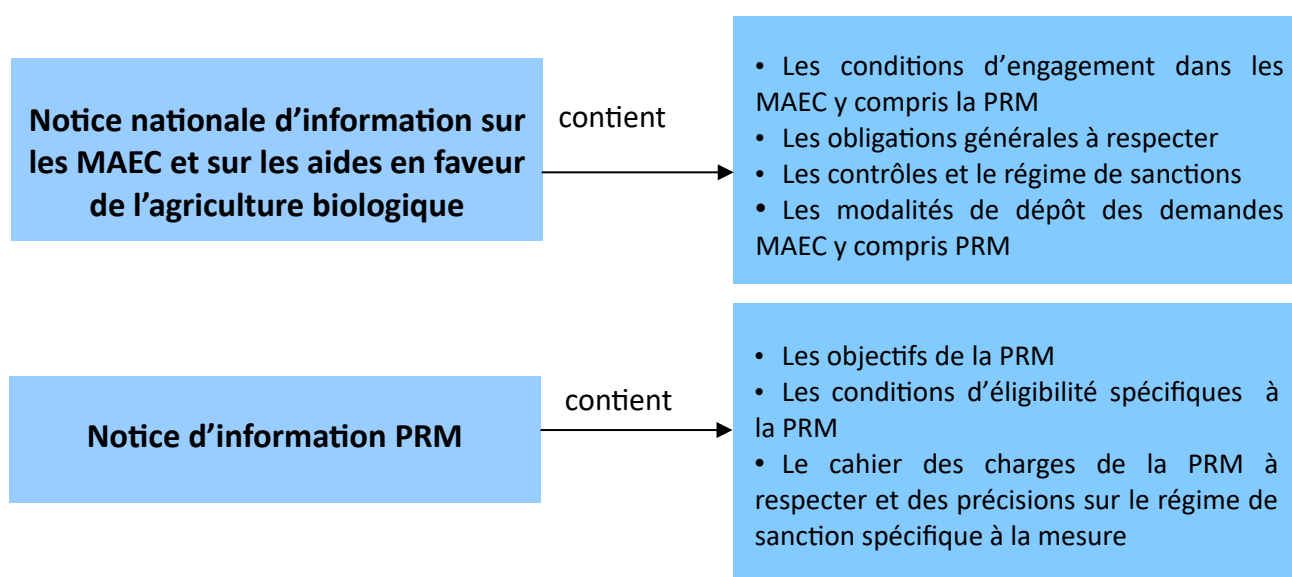 Notice nationale d'information sur
les MAEC et sur les aides en faveur
de l'agriculture biologique
contient
• Les conditions d'engagement dans les
MAEC y compris la PRM
• Les obligations générales à respecter
• Les contrôles et le régime de sanctions
• Les modalités de dépôt des demandes
MAEC y compris PRM
Notice d'information PRM
contient
• Les objectifs de la PRM
• Les conditions d'éligibilité spécifiques à
la PRM
• Le cahier des charges de la PRM à
respecter et des précisions sur le régime de
sanction spécifique à la mesure